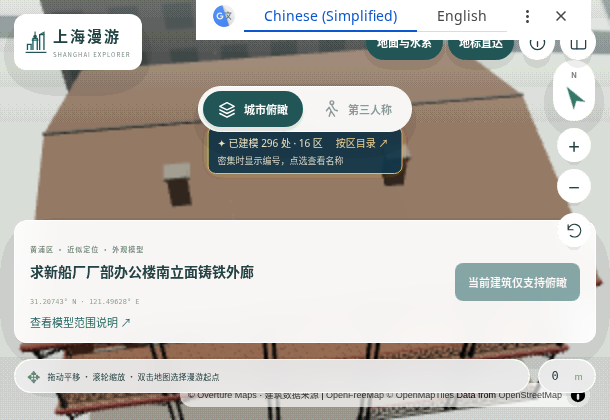 Chinese (Simplified)
English
上海漫游
SHANGHAI EXPLORER
地面与水系
地标直达
N
城市俯瞰
第三人称
✦ 已建模 296 处 · 16 区 按区目录 ↗
密集时显示编号，点选查看名称
+
−
黄浦区 · 近似定位 · 外观模型
求新船厂厂部办公楼南立面铸铁外廊
当前建筑仅支持俯瞰
31.20743° N · 121.49628° E
查看模型范围说明 ↗
拖动平移 · 滚轮缩放 · 双击地图选择漫游起点
0 m
© Overture Maps · 建筑数据来源 | OpenFreeMap © OpenMapTiles Data from OpenStreetMap